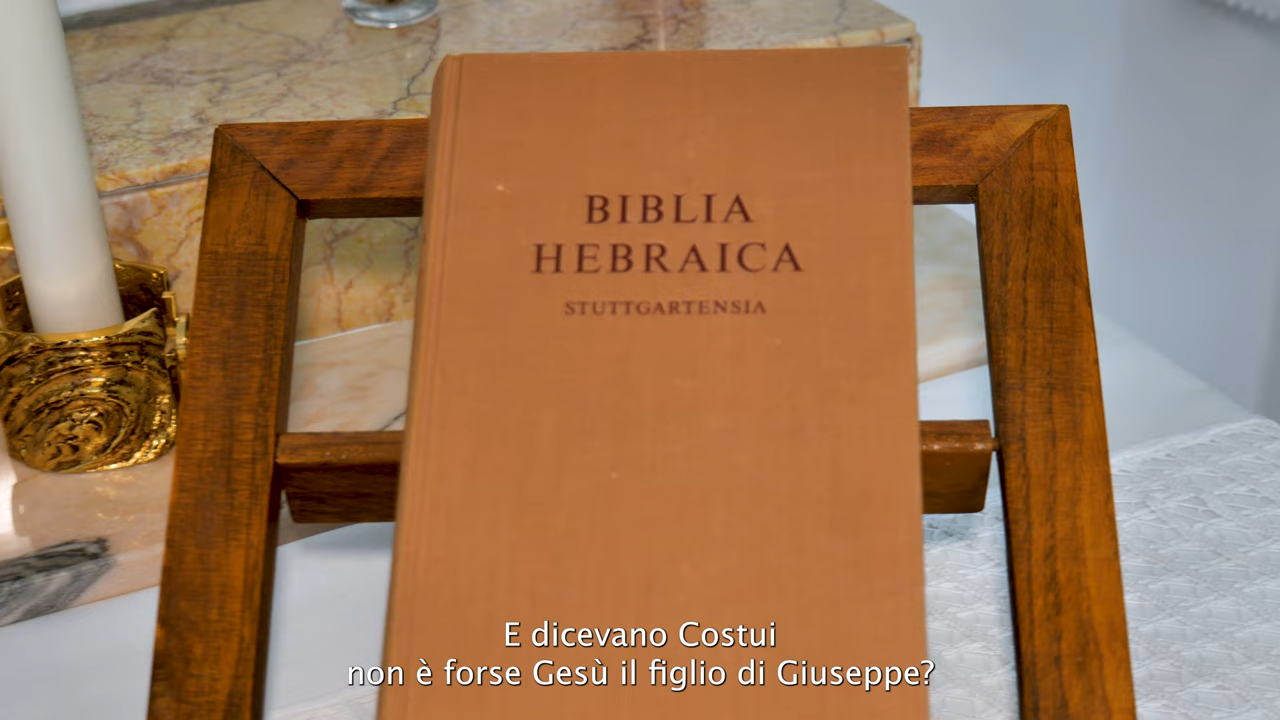 BIBLIA
HEBRAICA
STUTTGARTENSIA
E dicevano Costui
non è forse Gesù il figlio di Giuseppe?